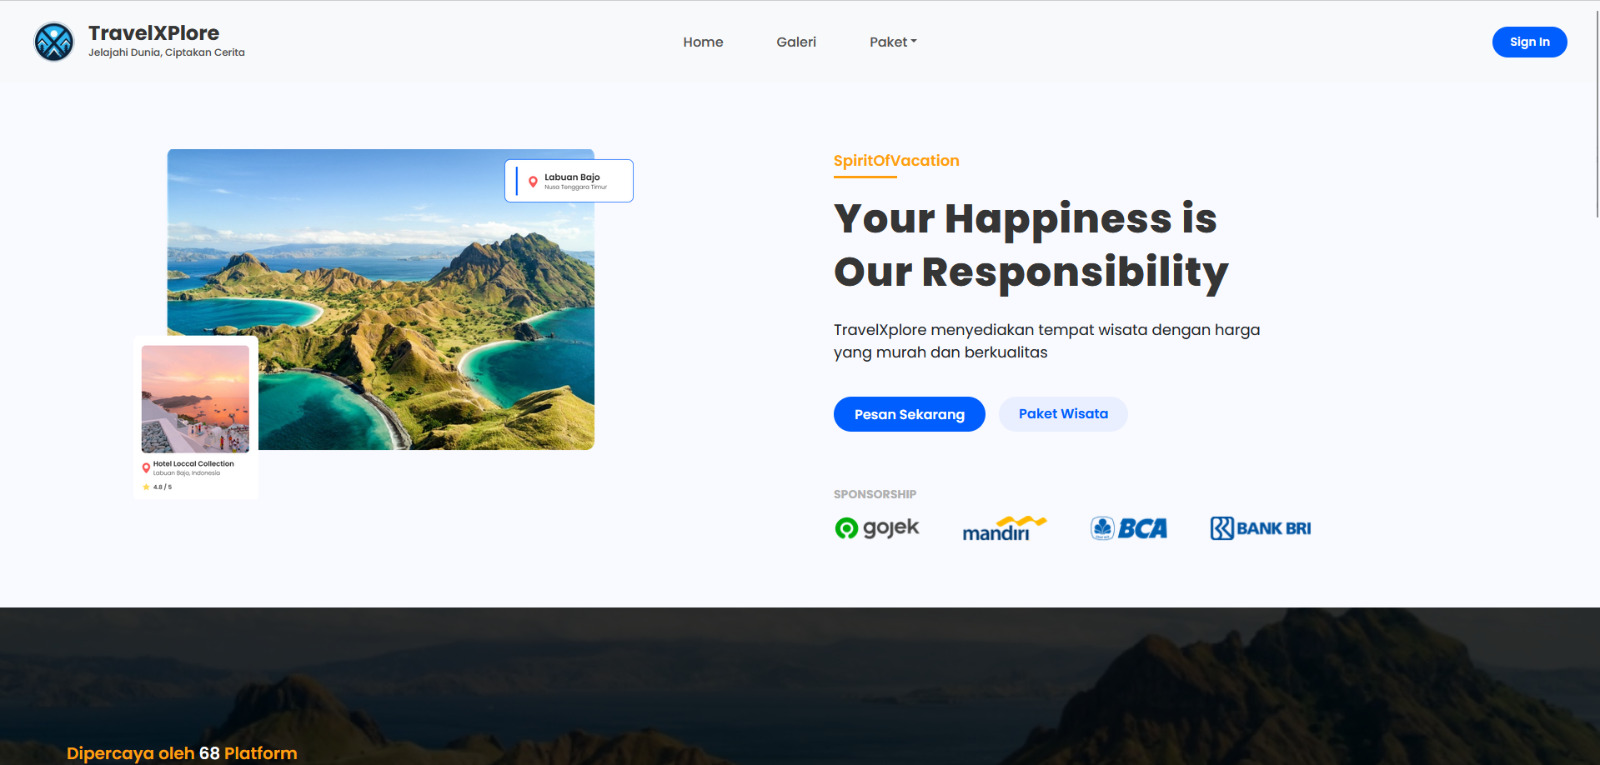 TravelXPlore
Jelajahi Dunia, Ciptakan Cerita
Home
Galeri
Paket
Sign In
Labuan Bajo
Nusa Tenggara Timur
Hotel Loccal Collection
Labuan Bajo, Indonesia
4.8 / 5
SpiritOfVacation
Your Happiness is
Our Responsibility
TravelXplore menyediakan tempat wisata dengan harga
yang murah dan berkualitas
Pesan Sekarang
Paket Wisata
SPONSORSHIP
gojek
mandiri
BCA
BANK BRI
Dipercaya oleh 68 Platform